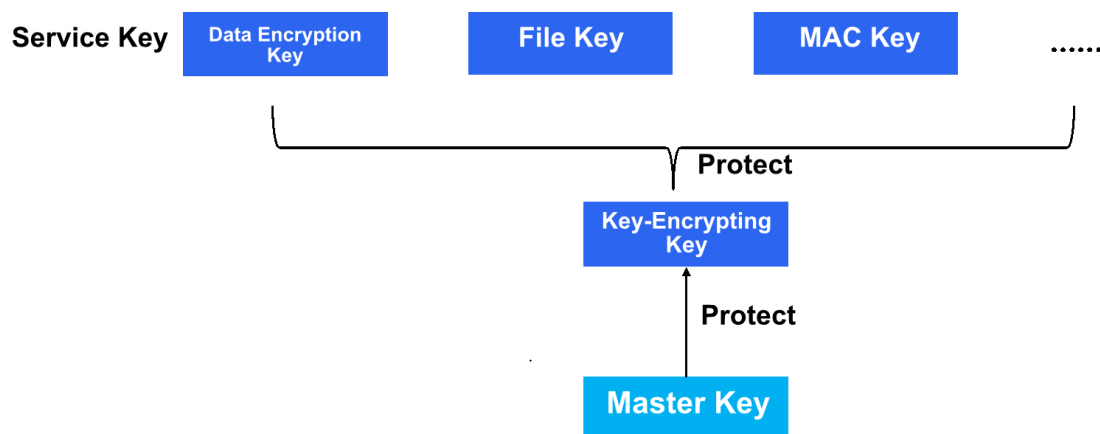 Service Key
Data Encryption
Key
File Key
MAC Key
......
Protect
Key-Encrypting
Key
Protect
Master Key